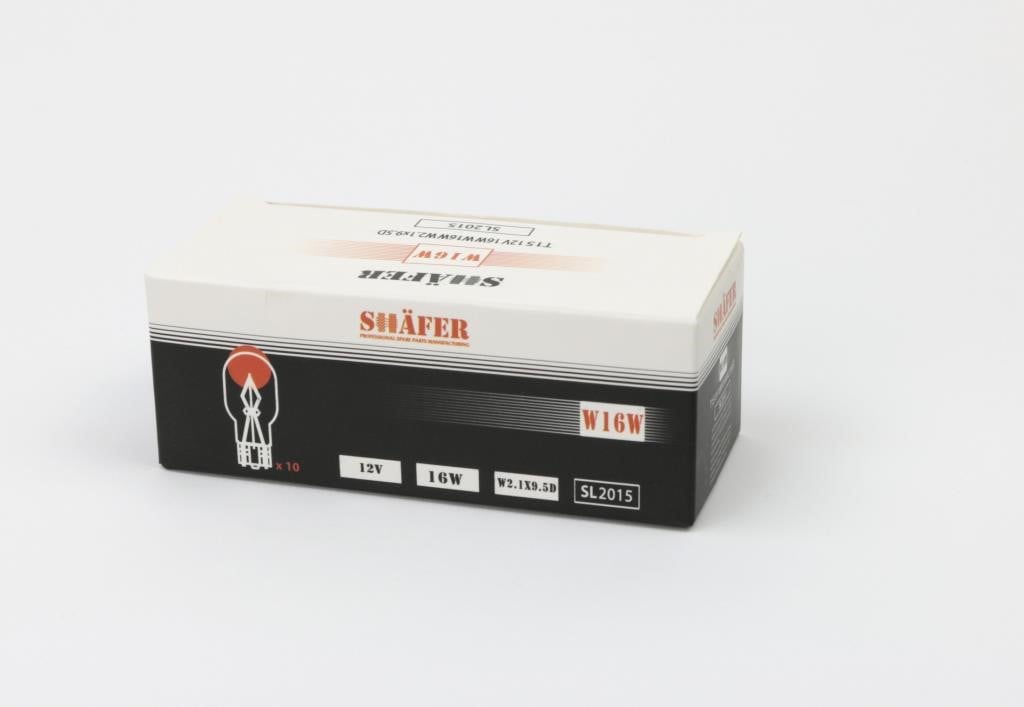 SL2015
T15 12V 16W W16W W2.1x9.5D
W16W
SHÄFER
SHÄFER
PROFESSIONAL SPARE PARTS MANUFACTURING
W16W
x 10
12V
16W
W2.1X9.5D
SL2015
SHÄFER